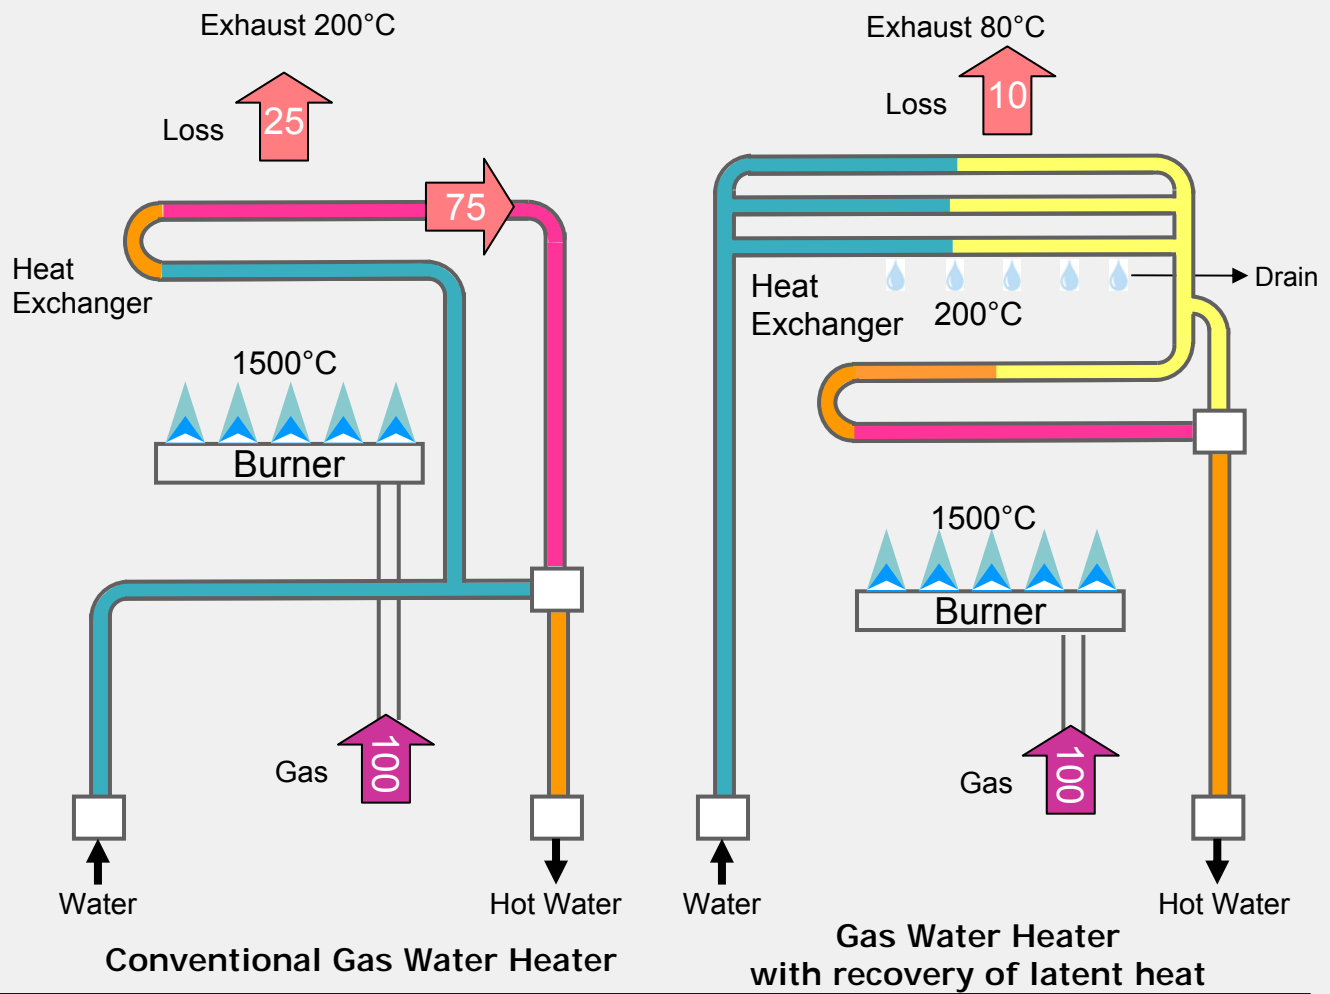 Exhaust 200°C
Loss
25
75
Heat
Exchanger
1500°C
Burner
Gas
100
Water
Hot Water
Conventional Gas Water Heater
Exhaust 80°C
Loss
10
Heat
Exchanger
200°C
Drain
1500°C
Burner
Gas
100
Water
Hot Water
Gas Water Heater
with recovery of latent heat